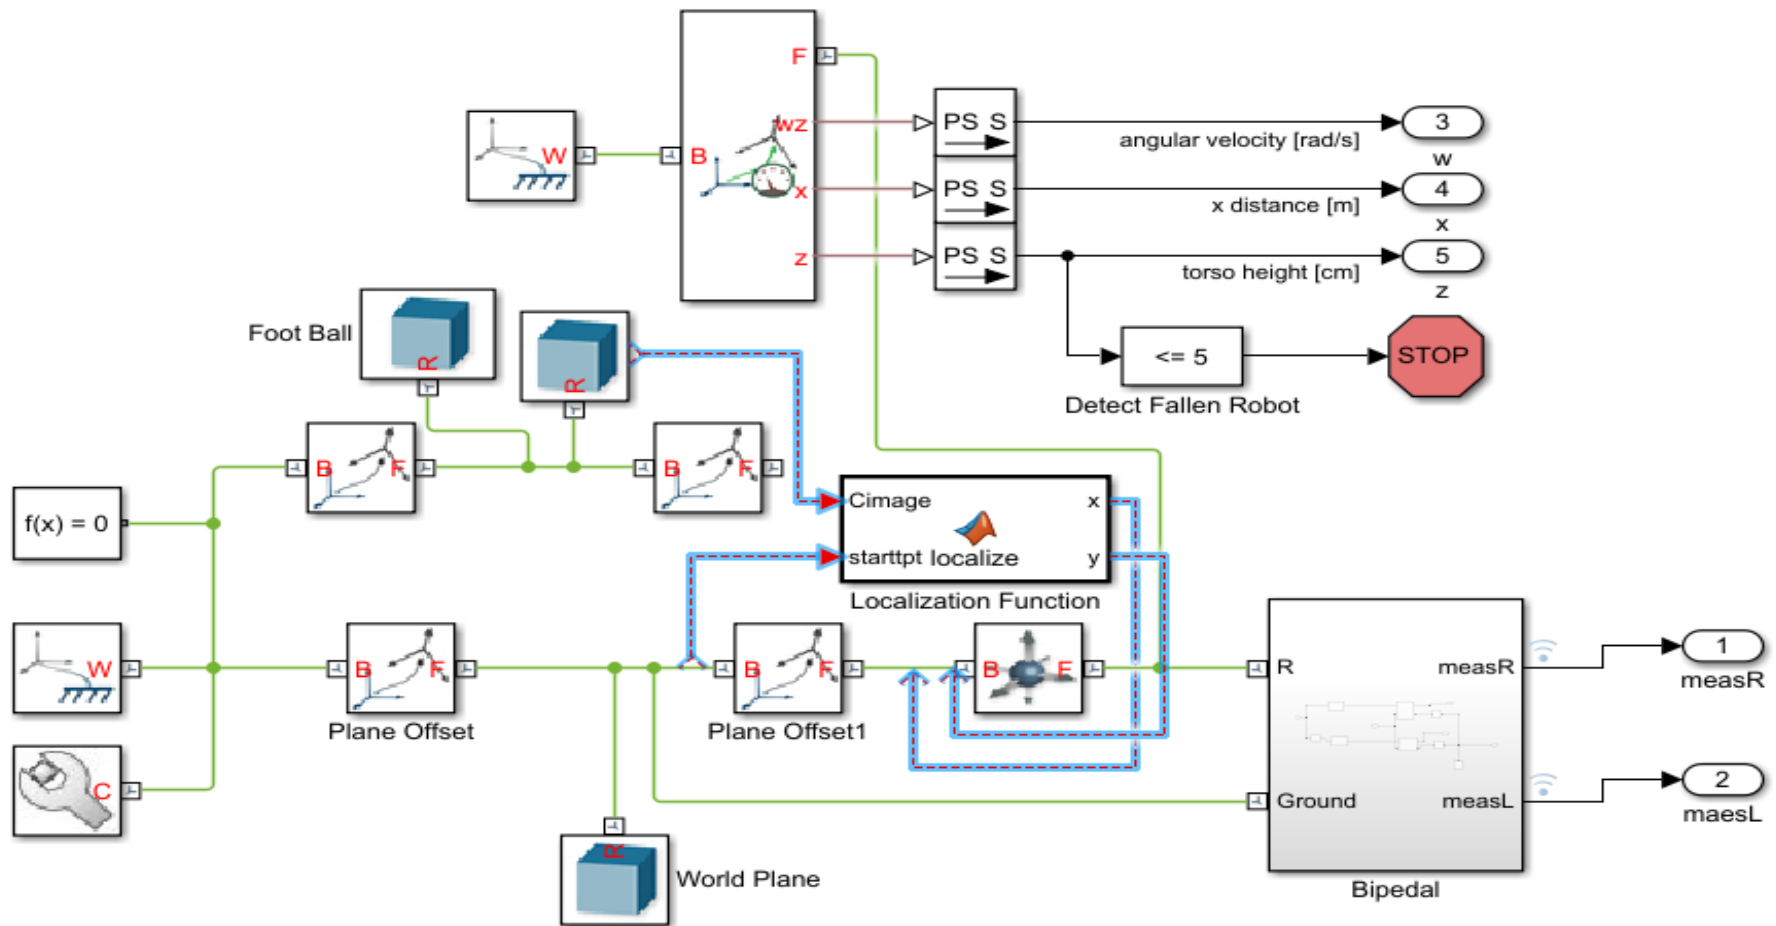 F
wz
PS S
3
angular velocity [rad/s]
w
W
B
x
PS S
4
x distance [m]
x
z
PS S
5
torso height [cm]
z
Foot Ball
R
R
<= 5
STOP
Detect Fallen Robot
B
F
B
F
f(x) = 0
Cimage
x
starttpt
localize
y
Localization Function
W
B
F
Plane Offset
B
F
Plane Offset1
B
F
R
measR
1
measR
C
Ground
measL
2
maesL
R
World Plane
Bipedal